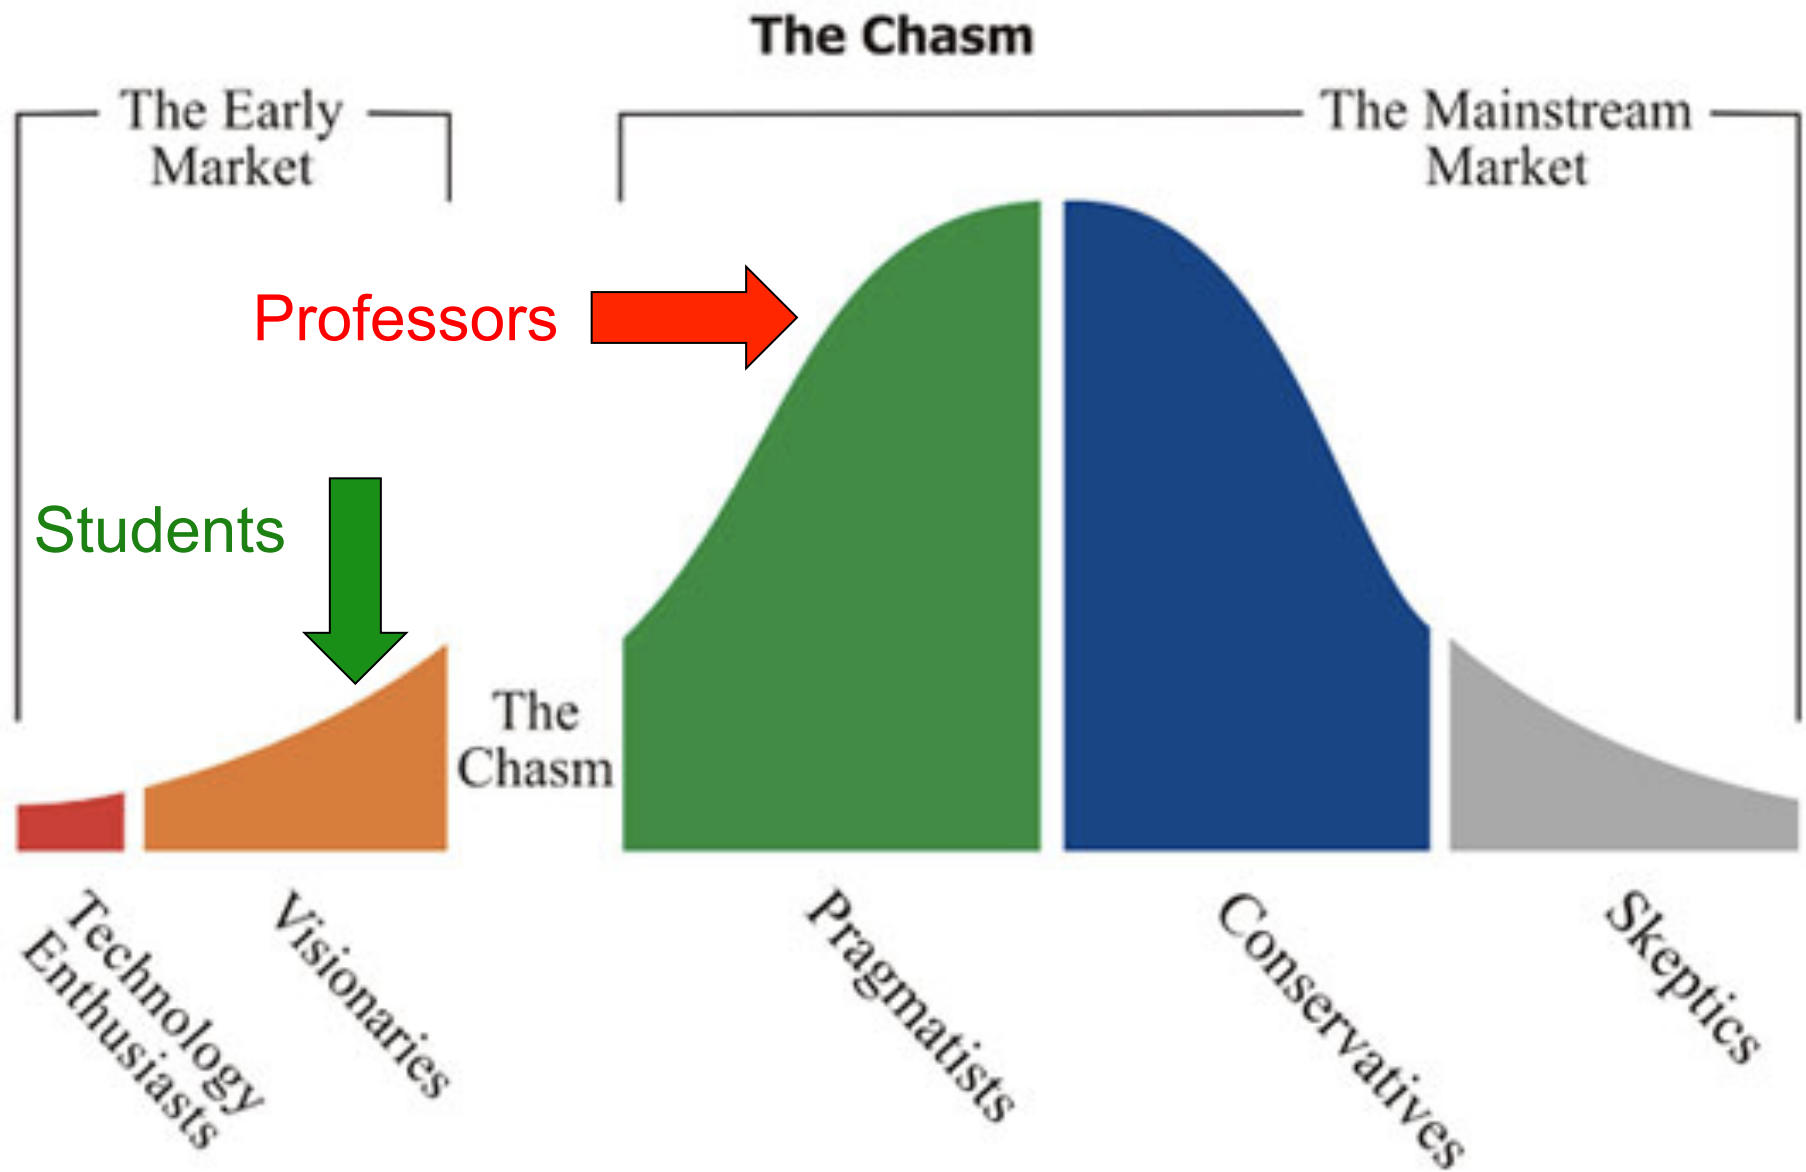 The Chasm
The Early
Market
The Mainstream
Market
Professors
Students
The
Chasm
Technology
Enthusiasts
Visionaries
Pragmatists
Conservatives
Skeptics